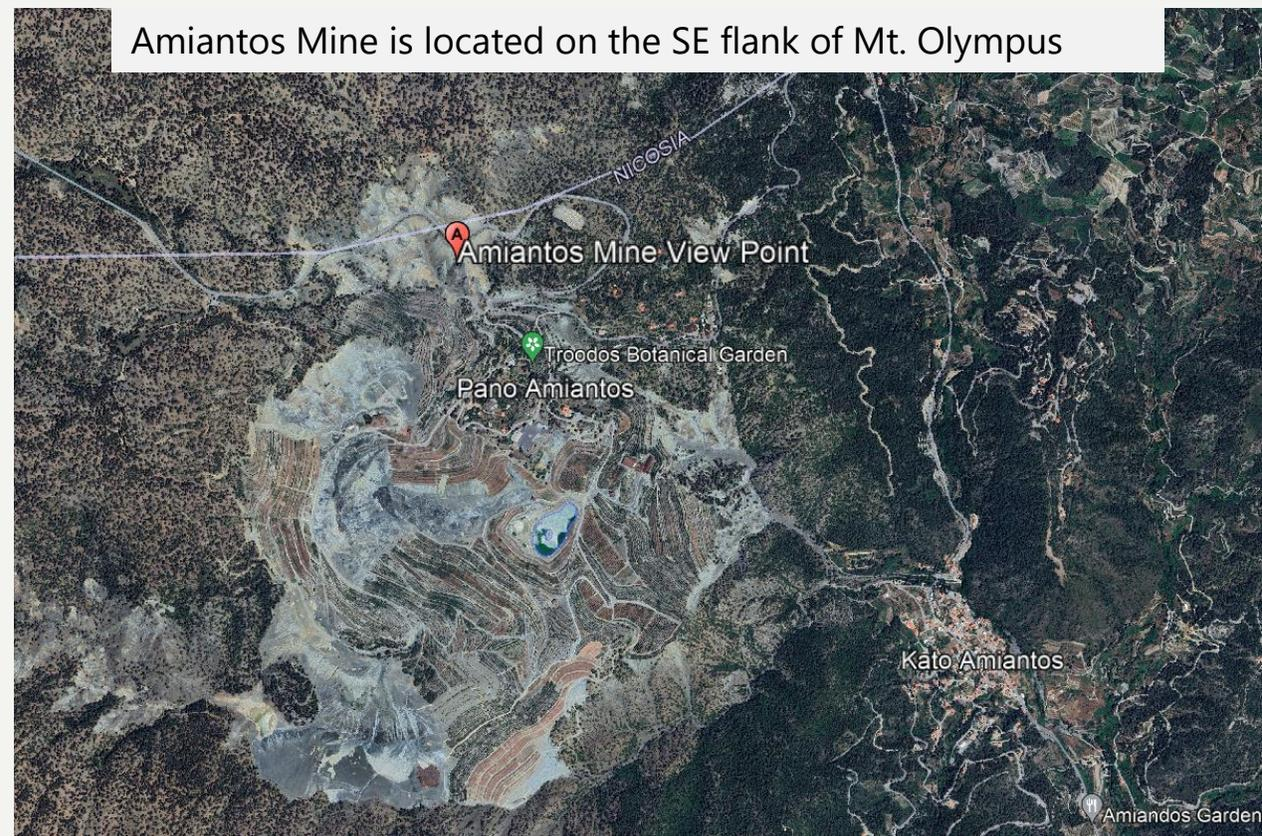 Amiantos Mine is located on the SE flank of Mt. Olympus
NICOSIA
A
Amiantos Mine View Point
Troodos Botanical Garden
Pano Amiantos
Kato Amiantos
Amiandos Garden